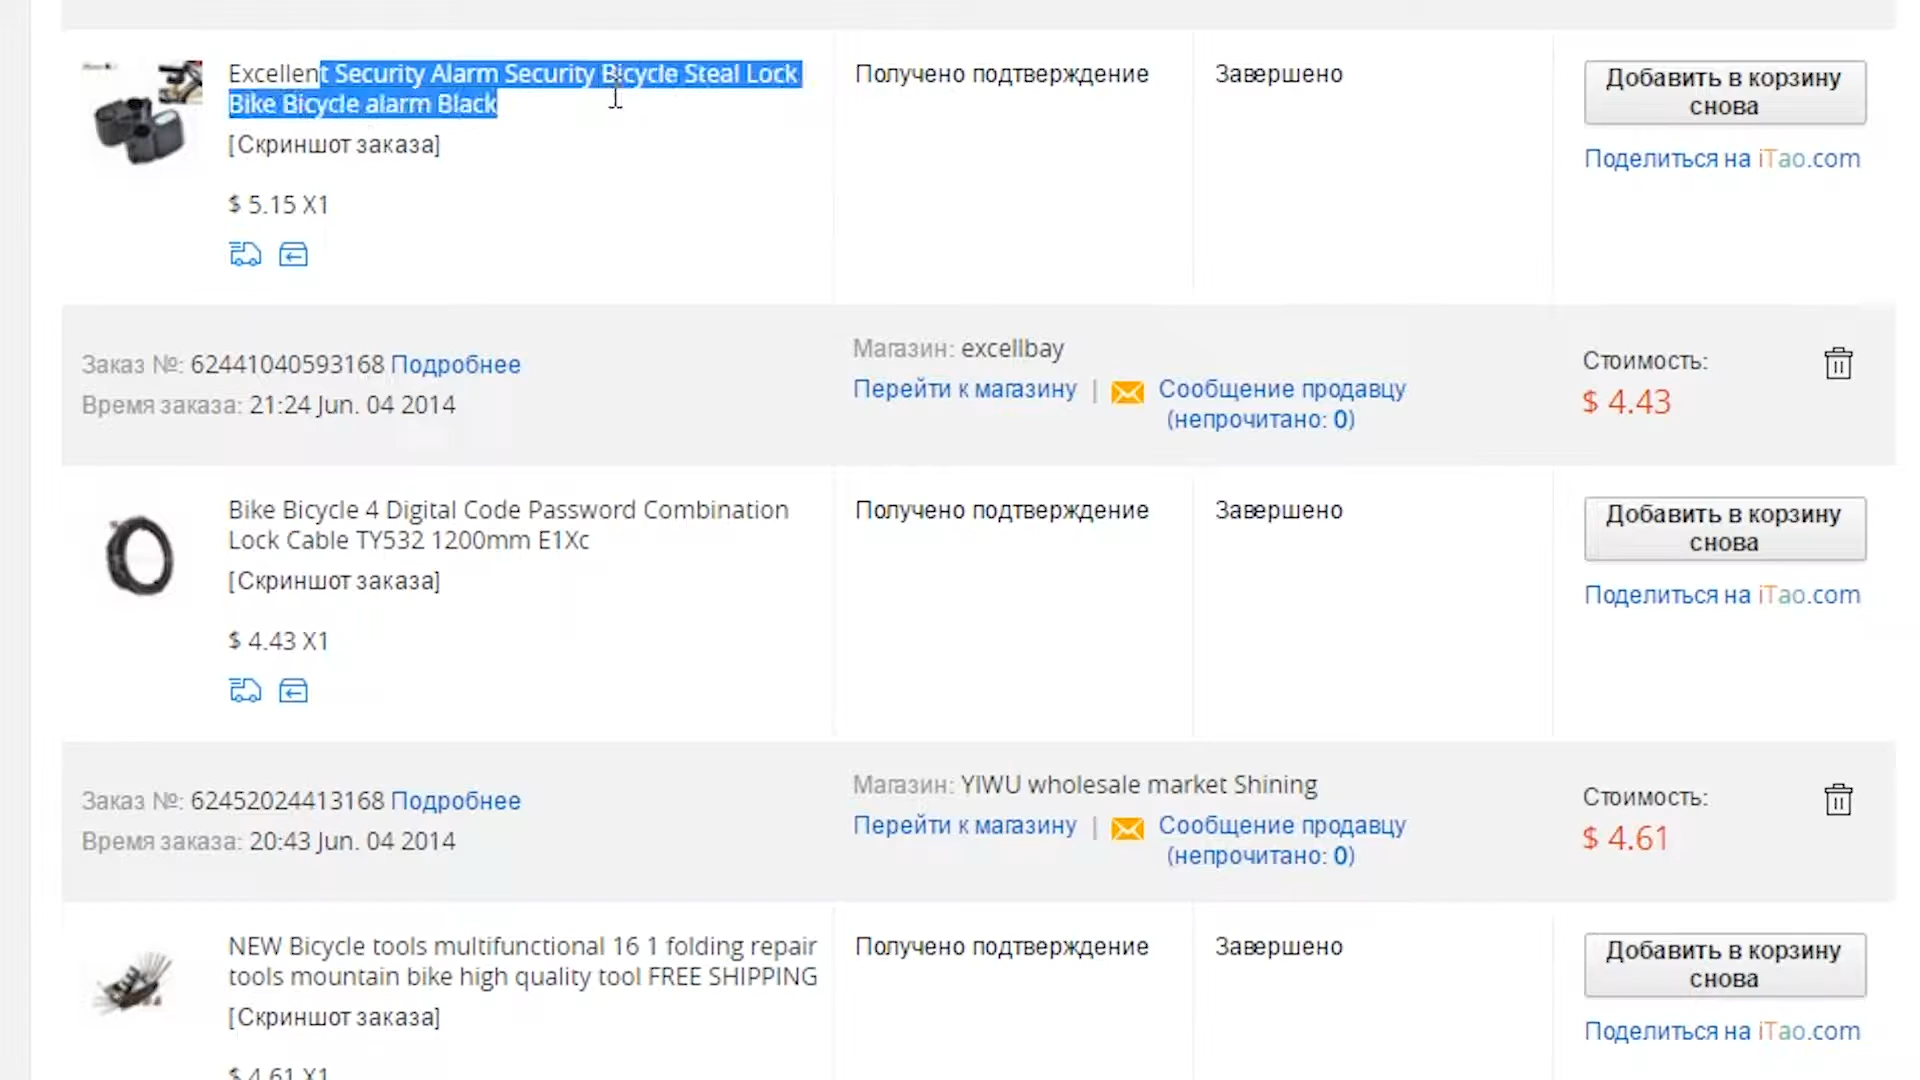 Excellent Security Alarm Security Bicycle Steal Lock
Bike Bicycle alarm Black
[Скриншот заказа]
$ 5.15 X1
Получено подтверждение
Завершено
Добавить в корзину
снова
Поделиться на iTao.com
Заказ №: 62441040593168 Подробнее
Время заказа: 21:24 Jun. 04 2014
Магазин: excellbay
Перейти к магазину | Сообщение продавцу
(непрочитано: 0)
Стоимость:
$ 4.43
Bike Bicycle 4 Digital Code Password Combination
Lock Cable TY532 1200mm E1Xc
[Скриншот заказа]
$ 4.43 X1
Получено подтверждение
Завершено
Добавить в корзину
снова
Поделиться на iTao.com
Заказ №: 62452024413168 Подробнее
Время заказа: 20:43 Jun. 04 2014
Магазин: YIWU wholesale market Shining
Перейти к магазину | Сообщение продавцу
(непрочитано: 0)
Стоимость:
$ 4.61
NEW Bicycle tools multifunctional 16 1 folding repair
tools mountain bike high quality tool FREE SHIPPING
[Скриншот заказа]
$ 4.61 X1
Получено подтверждение
Завершено
Добавить в корзину
снова
Поделиться на iTao.com